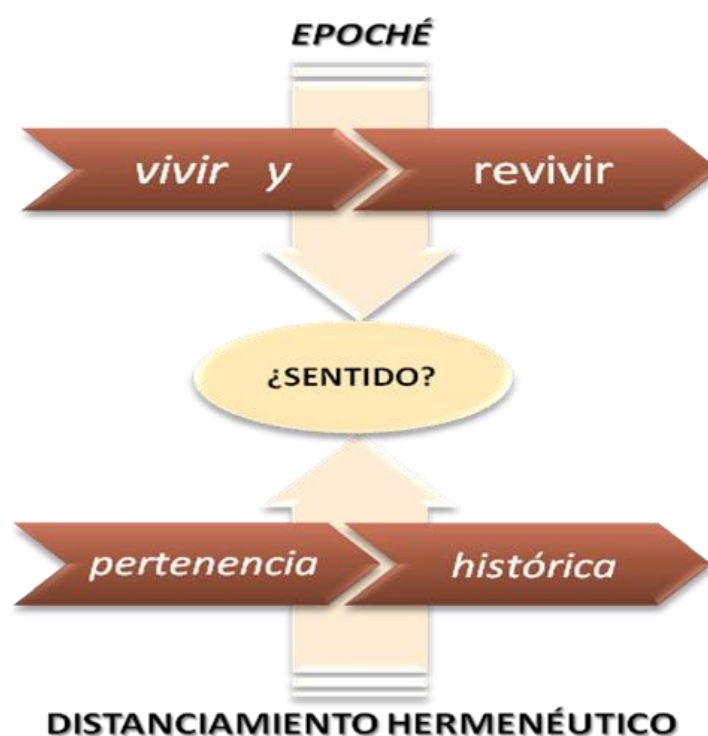 EPOCHÉ
vivir y revivir
¿SENTIDO?
pertenencia histórica
DISTANCIAMIENTO HERMENÉUTICO